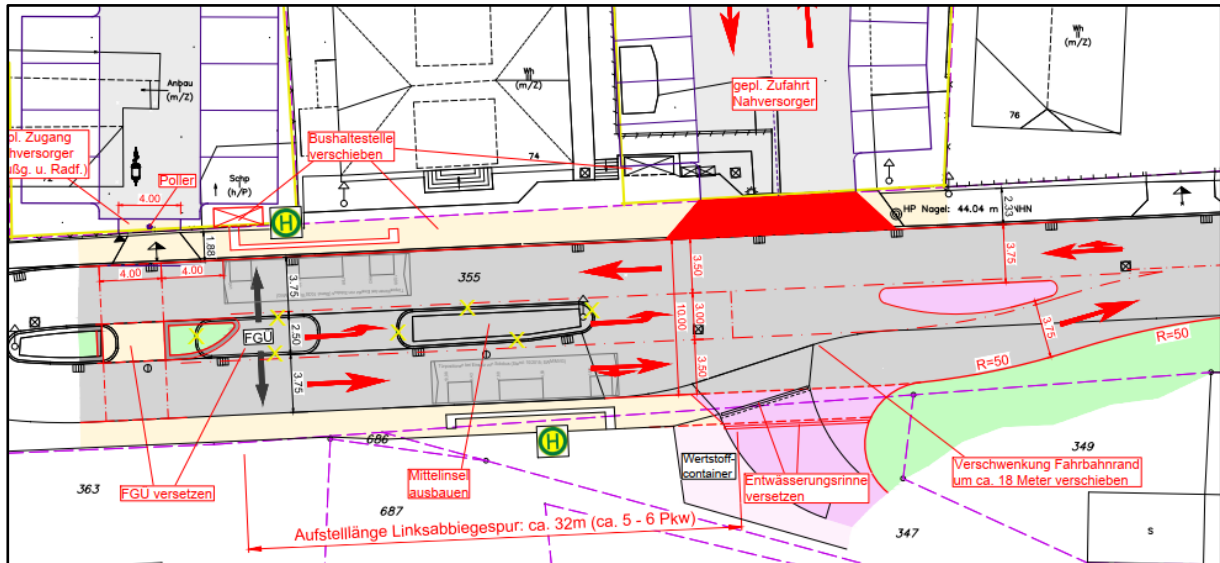 Anbau
(m/Z)
pl. Zugang
hversorger
ußg. u. Radf.)
72
4.00
Poller
Schp
(h/P)
H
Bushaltestelle
verschieben
Wh
(m/Z)
74
gepl. Zufahrt
Nahversorger
Wh
(m/Z)
76
HP Nagel: 44.04 m
NHN
2.33
1.88
4.00
4.00
3.75
355
3.50
3.75
FGÜ
2.50
10.00
3.00
3.75
3.75
3.50
R=50
R=50
H
686
363
FGÜ versetzen
687
Mittelinsel
ausbauen
Wertstoff-
container
Entwässerungsrinne
versetzen
Verschwenkung Fahrbahnrand
um ca. 18 Meter verschieben
349
347
S
Aufstelllänge Linksabbiegespur: ca. 32m (ca. 5 - 6 Pkw)